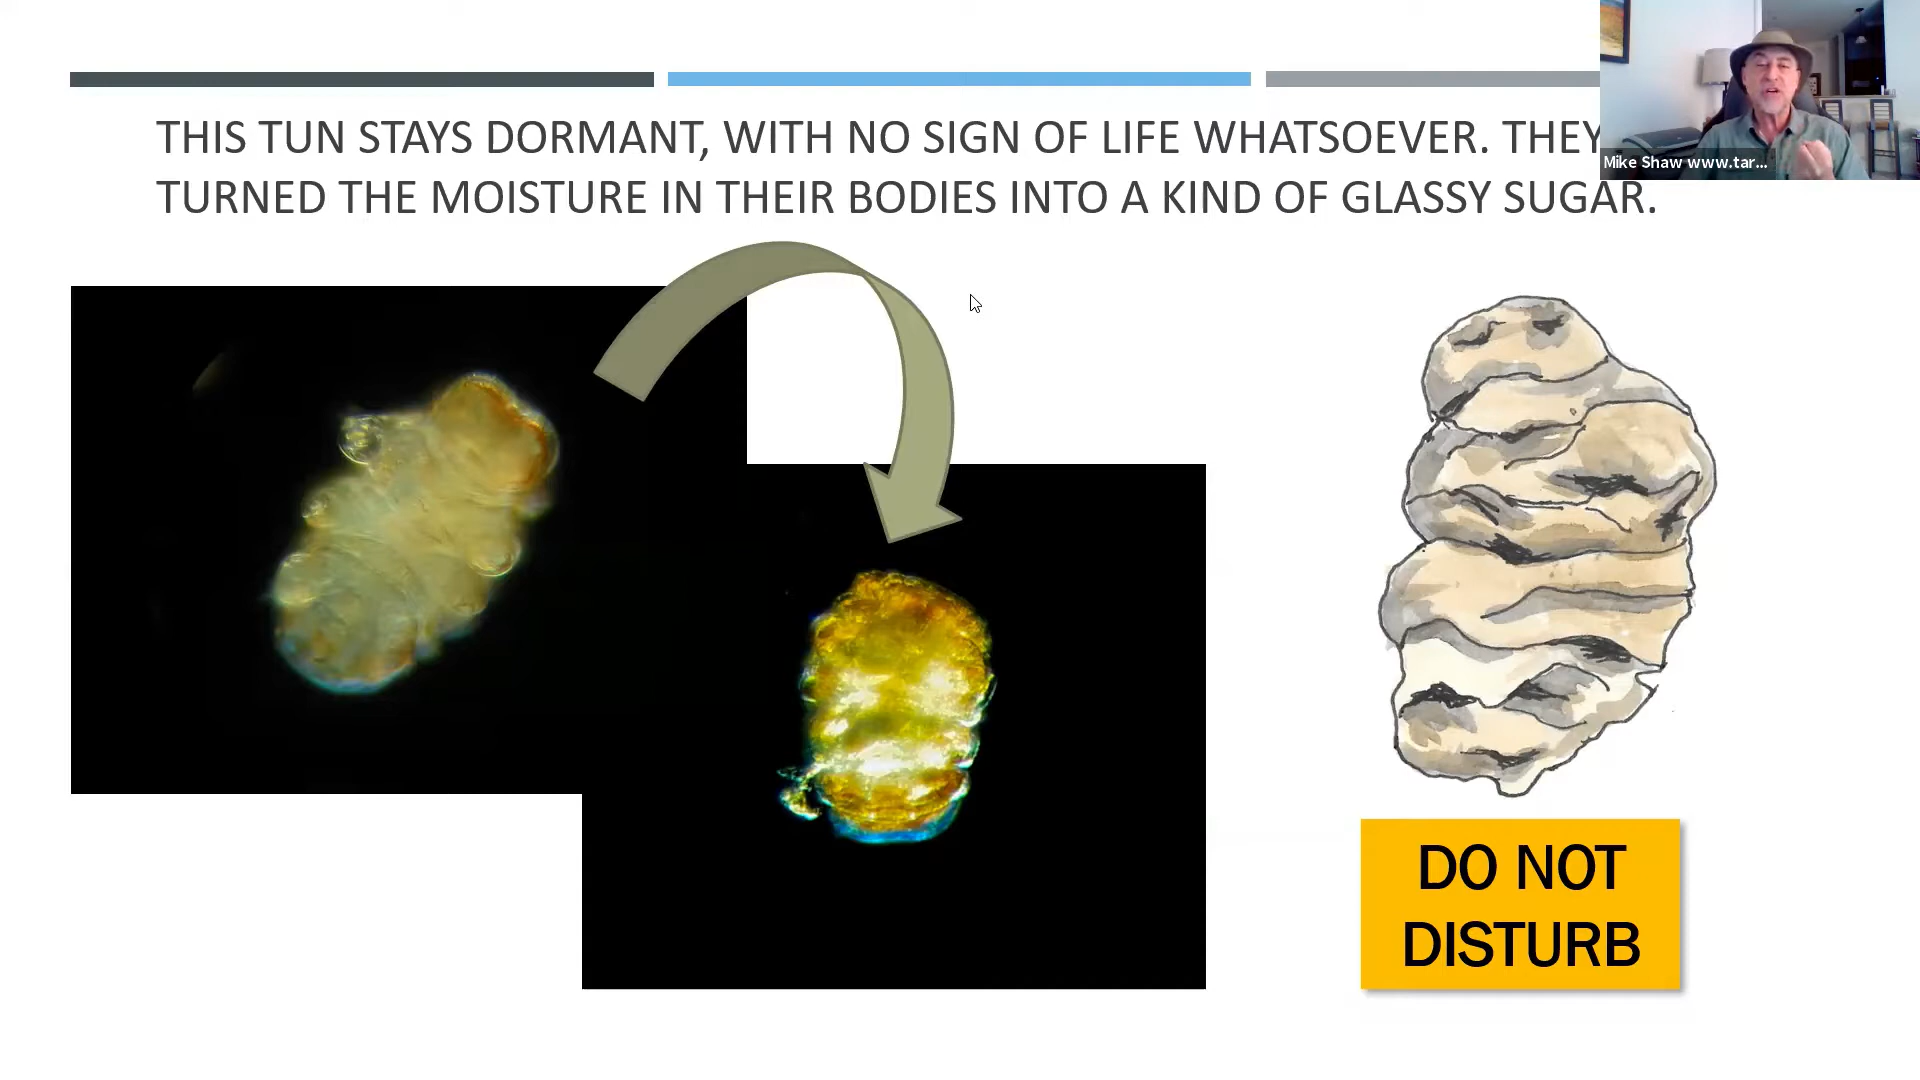 THIS TUN STAYS DORMANT, WITH NO SIGN OF LIFE WHATSOEVER. THEY
TURNED THE MOISTURE IN THEIR BODIES INTO A KIND OF GLASSY SUGAR.
Mike Shaw www.tar...
DO NOT
DISTURB